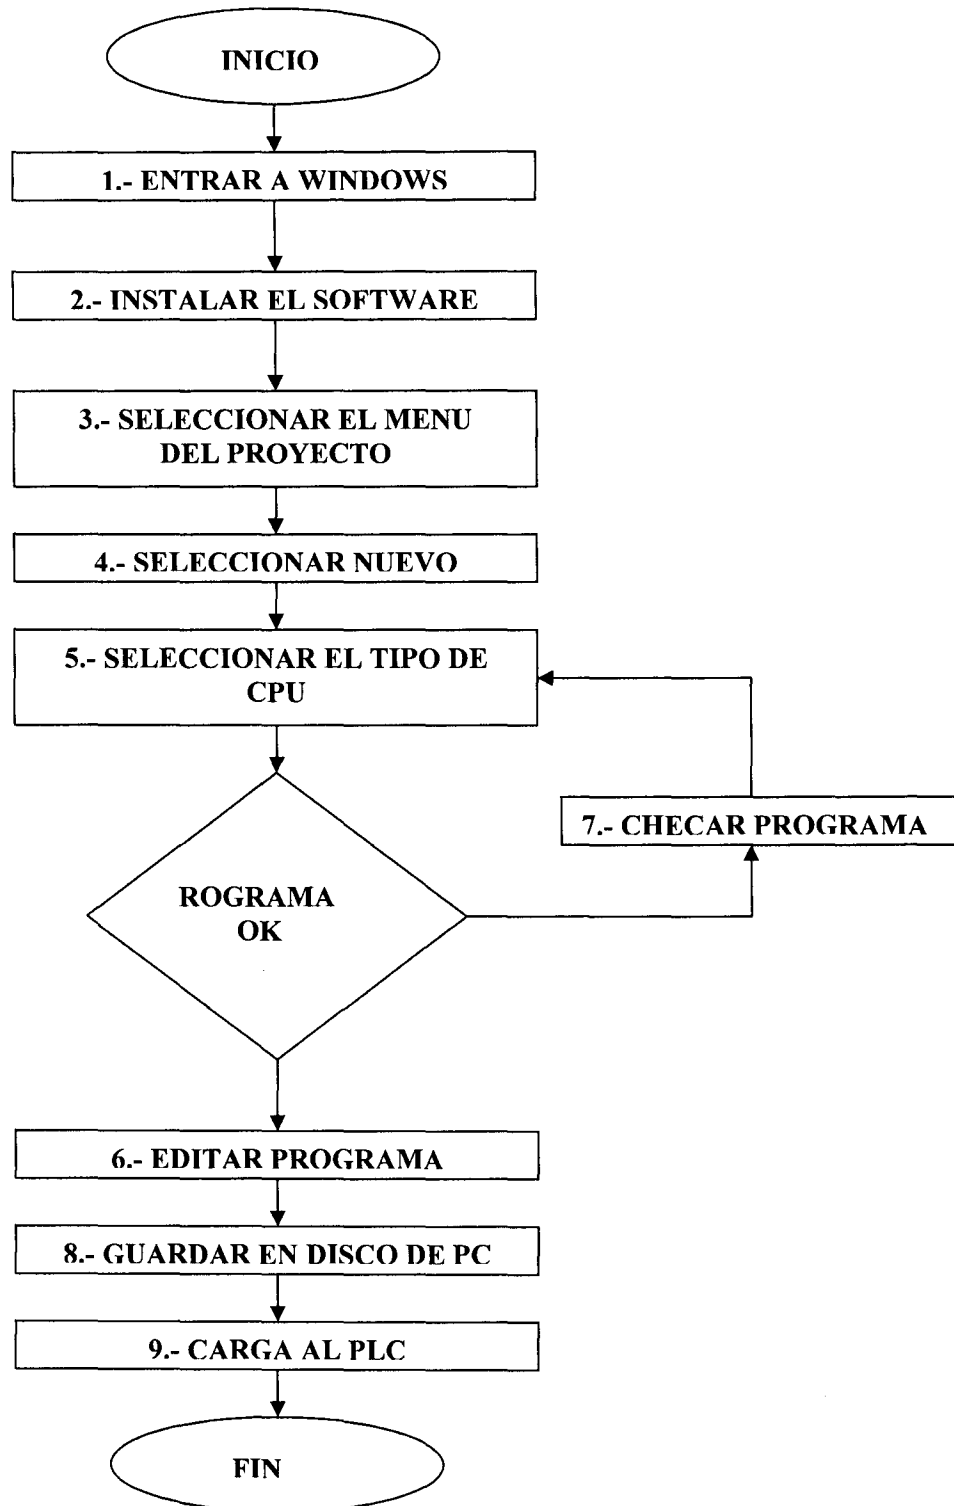 INICIO
1.- ENTRAR A WINDOWS
2.- INSTALAR EL SOFTWARE
3.- SELECCIONAR EL MENU
DEL PROYECTO
4.- SELECCIONAR NUEVO
5.- SELECCIONAR EL TIPO DE
CPU
7.- CHECAR PROGRAMA
ROGRAMA
OK
6.- EDITAR PROGRAMA
8.- GUARDAR EN DISCO DE PC
9.- CARGA AL PLC
FIN